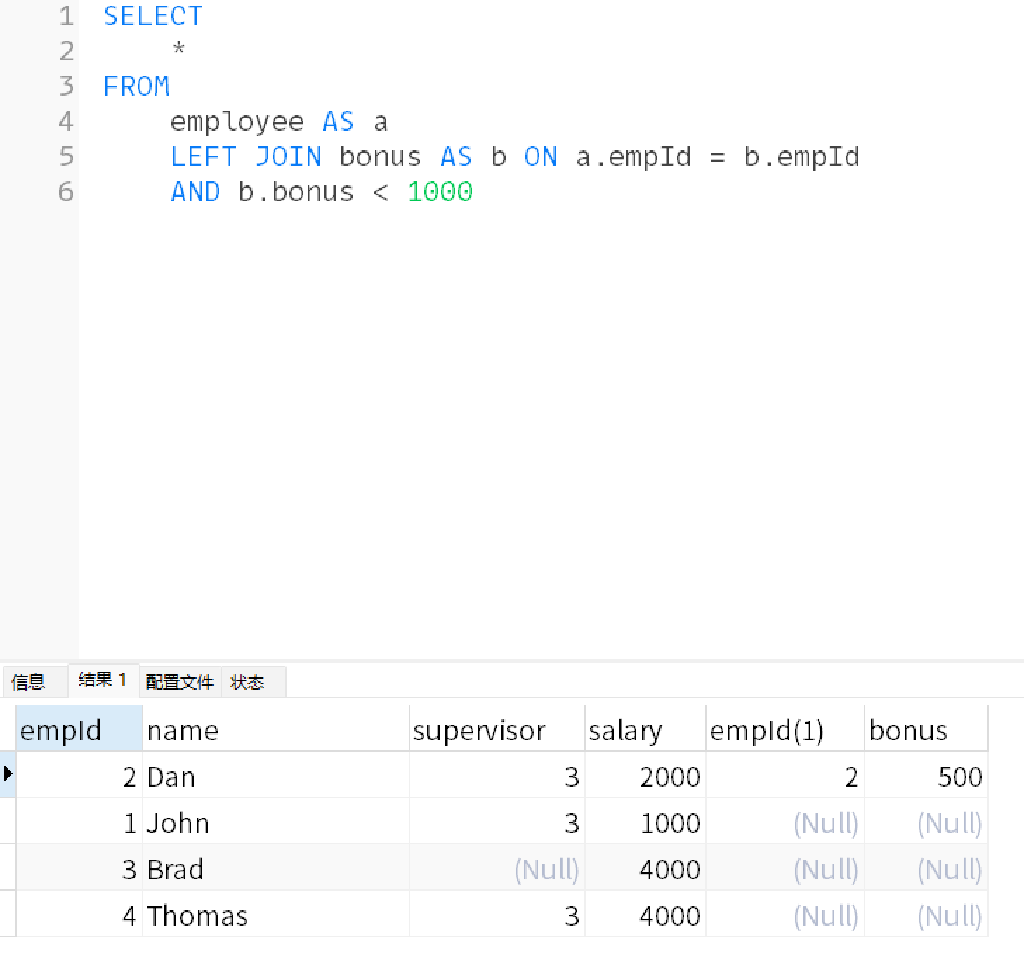 1 SELECT
2 *
3 FROM
4 employee AS a
5 LEFT JOIN bonus AS b ON a.empId = b.empId
6 AND b.bonus < 1000
信息 结果 1 配置文件 状态
empId name supervisor salary empId(1) bonus
2 Dan 3 2000 2 500
1 John 3 1000 (Null) (Null)
3 Brad (Null) 4000 (Null) (Null)
4 Thomas 3 4000 (Null) (Null)